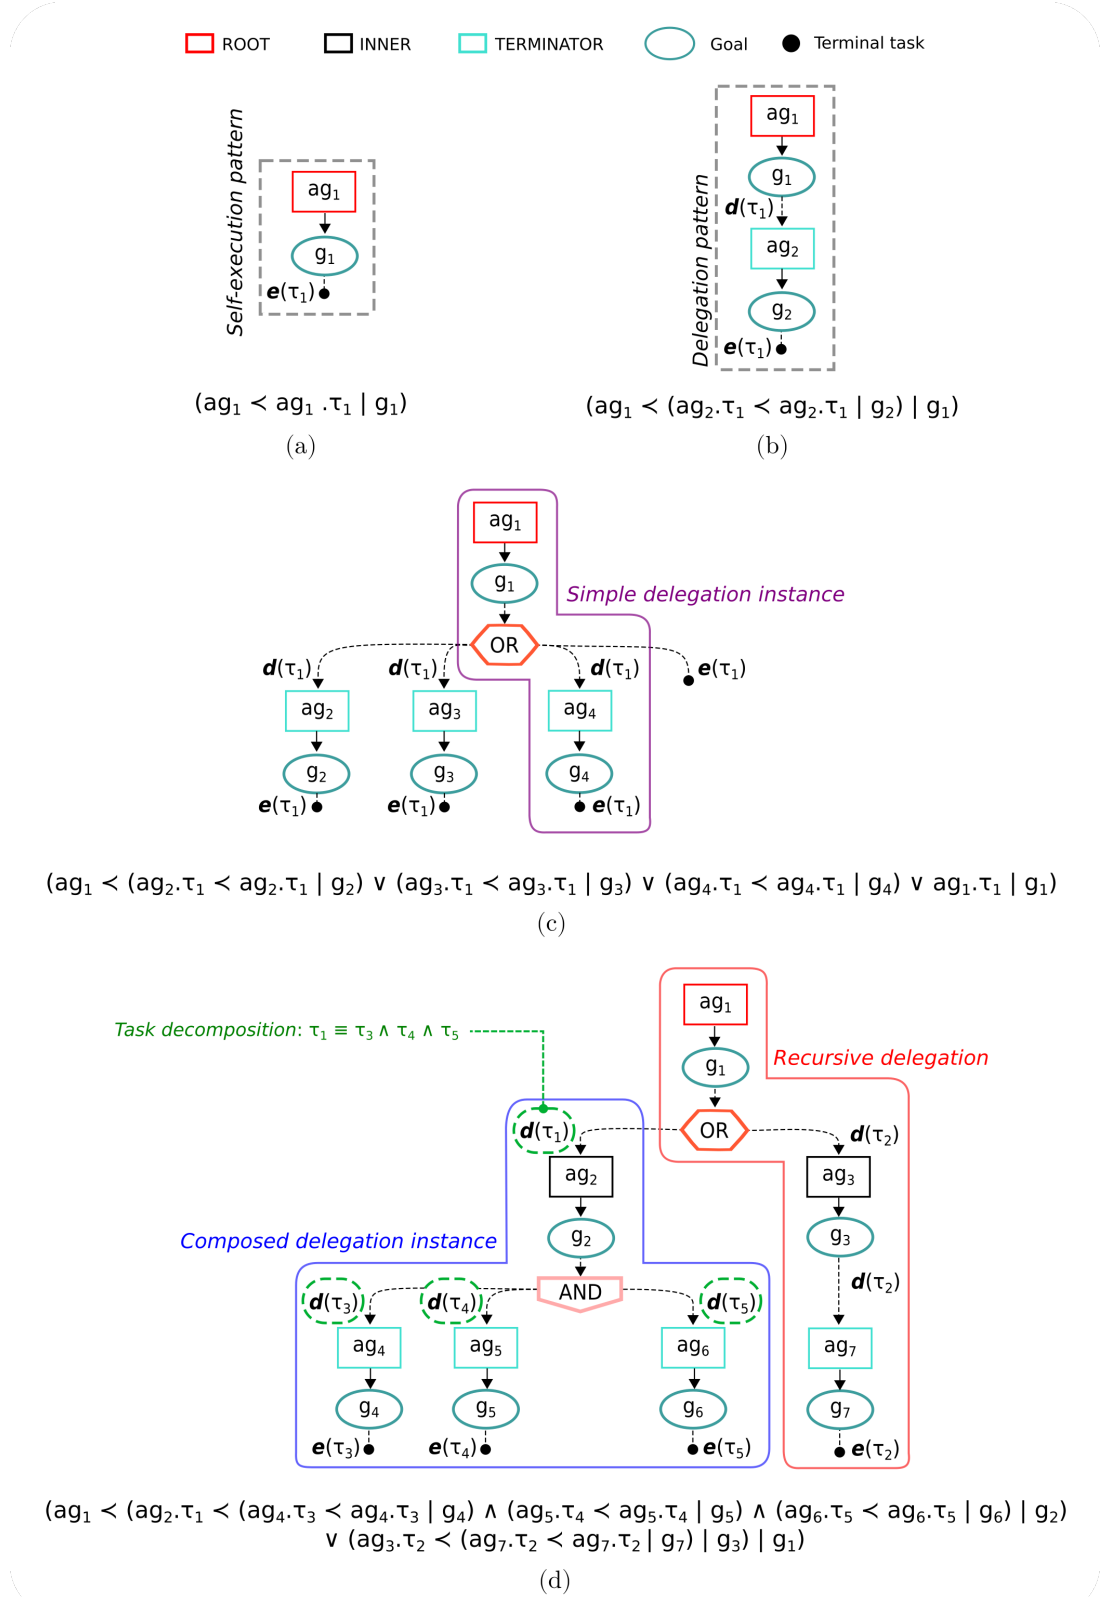 ROOT INNER TERMINATOR Goal Terminal task
Self-execution pattern
ag₁
g₁
e(τ₁)
(ag₁ ≺ ag₁ .τ₁ | g₁)
(a)
Delegation pattern
ag₁
g₁
d(τ₁)
ag₂
g₂
e(τ₁)
(ag₁ ≺ (ag₂.τ₁ ≺ ag₂.τ₁ | g₂) | g₁)
(b)
ag₁
g₁
Simple delegation instance
OR
d(τ₁) d(τ₁) d(τ₁) e(τ₁)
ag₂ ag₃ ag₄
g₂ g₃ g₄
e(τ₁) e(τ₁) e(τ₁)
(ag₁ ≺ (ag₂.τ₁ ≺ ag₂.τ₁ | g₂) ∨ (ag₃.τ₁ ≺ ag₃.τ₁ | g₃) ∨ (ag₄.τ₁ ≺ ag₄.τ₁ | g₄) ∨ ag₁.τ₁ | g₁)
(c)
ag₁
Task decomposition: τ₁ ≡ τ₃ ∧ τ₄ ∧ τ₅
g₁ Recursive delegation
d(τ₁) OR d(τ₂)
ag₂ ag₃
g₂ g₃
Composed delegation instance
AND d(τ₂)
d(τ₃) d(τ₄) d(τ₅)
ag₄ ag₅ ag₆ ag₇
g₄ g₅ g₆ g₇
e(τ₃) e(τ₄) e(τ₅) e(τ₂)
(ag₁ ≺ (ag₂.τ₁ ≺ (ag₄.τ₃ ≺ ag₄.τ₃ | g₄) ∧ (ag₅.τ₄ ≺ ag₅.τ₄ | g₅) ∧ (ag₆.τ₅ ≺ ag₆.τ₅ | g₆) | g₂)
∨ (ag₃.τ₂ ≺ (ag₇.τ₂ ≺ ag₇.τ₂ | g₇) | g₃) | g₁)
(d)